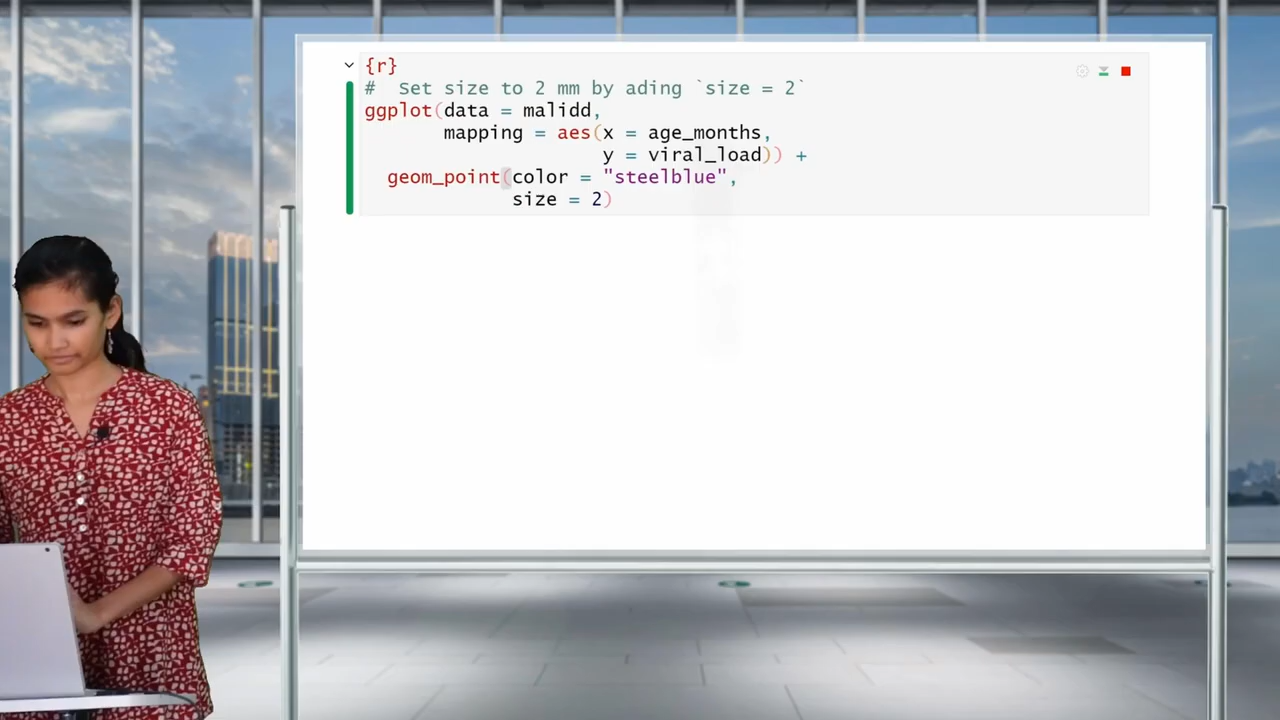 {r}
#  Set size to 2 mm by ading `size = 2`
ggplot(data = malidd,
mapping = aes(x = age_months,
y = viral_load)) +
geom_point(color = "steelblue",
size = 2)